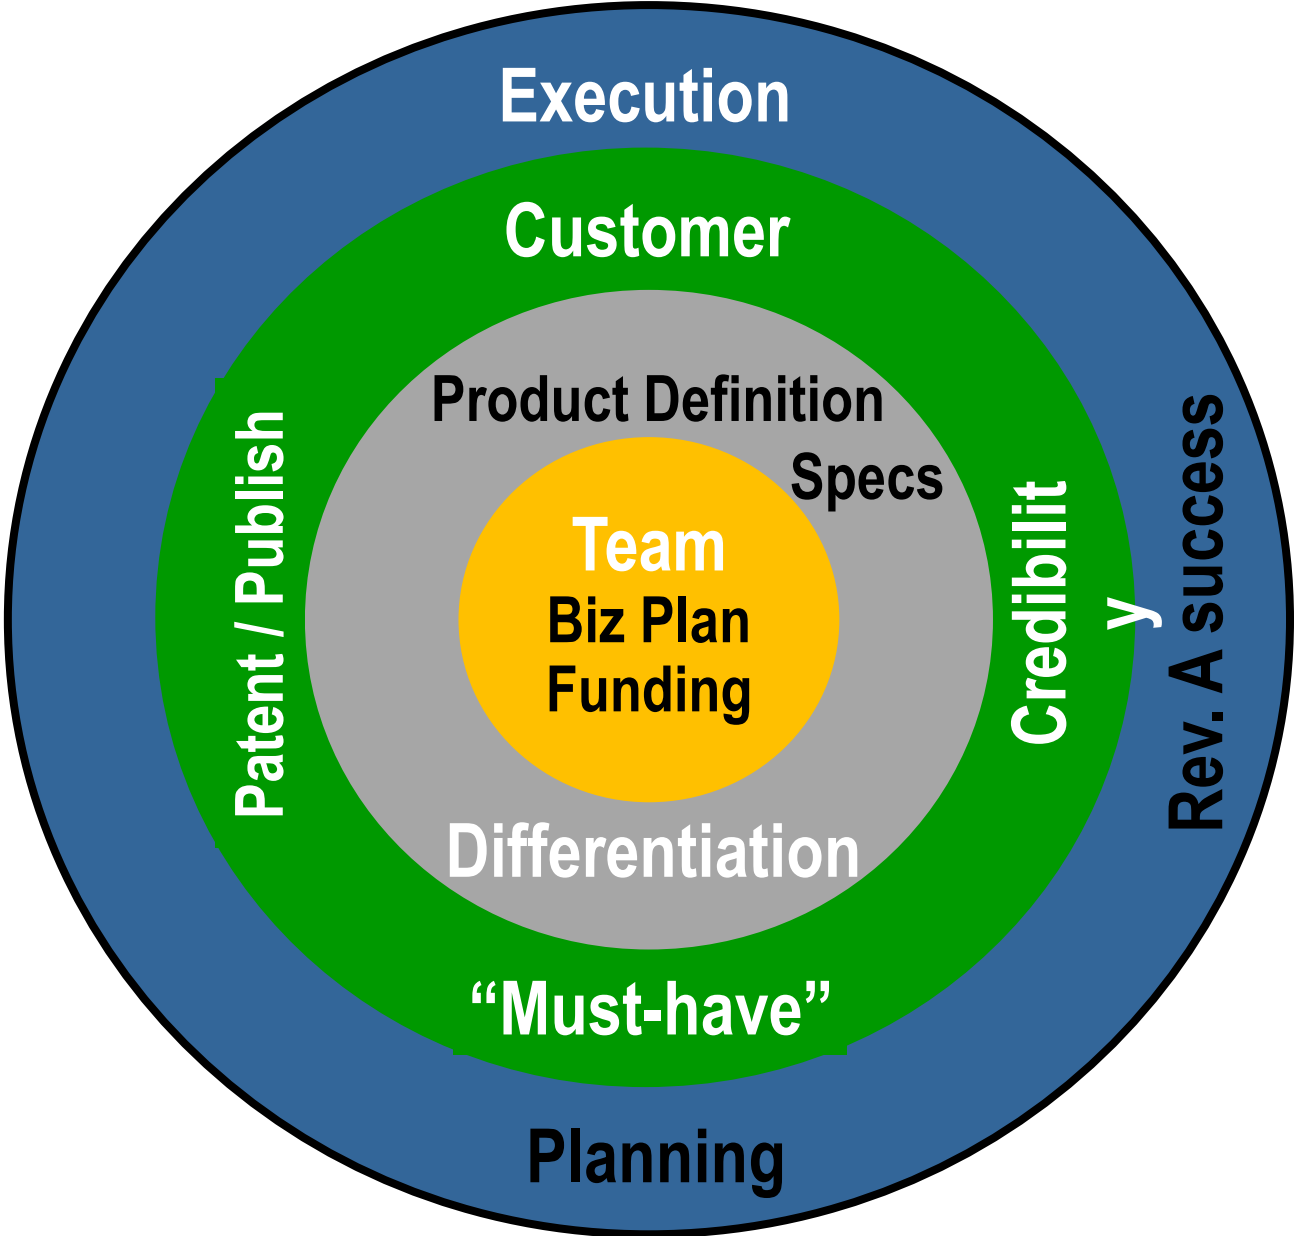 Execution
Customer
Product Definition
Specs
Team
Biz Plan
Funding
Patent / Publish
Credibilit
y
Rev. A success
Differentiation
“Must-have”
Planning